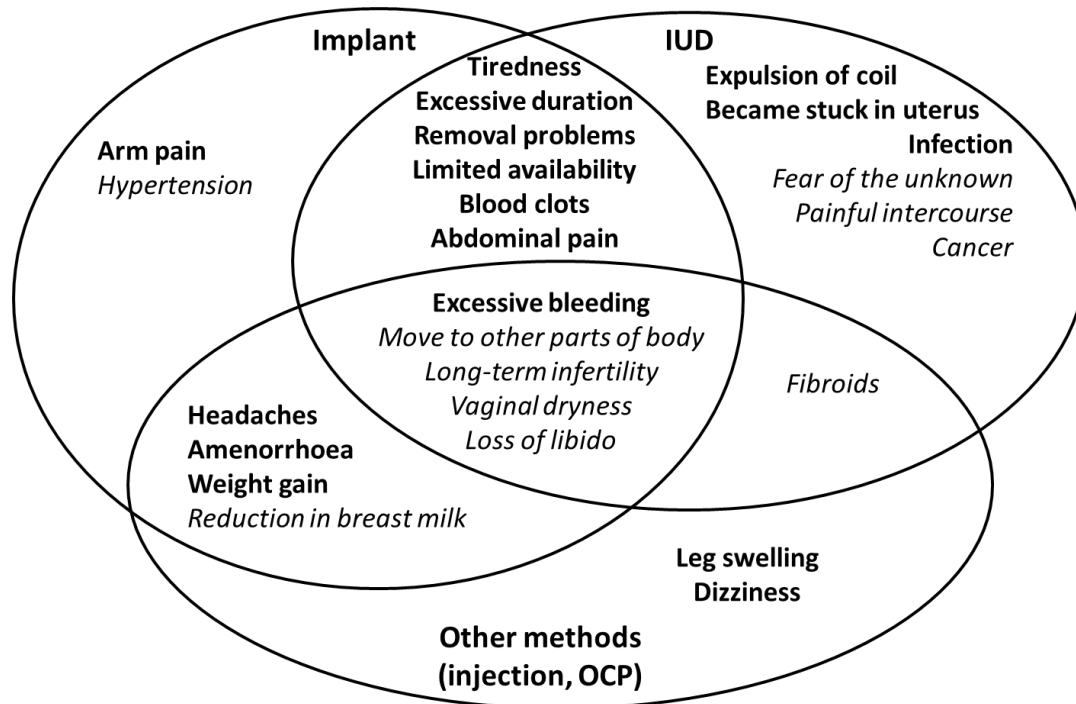 Implant
IUD
Tiredness
Excessive duration
Removal problems
Limited availability
Blood clots
Abdominal pain
Expulsion of coil
Became stuck in uterus
Infection
Fear of the unknown
Painful intercourse
Cancer
Arm pain
Hypertension
Excessive bleeding
Move to other parts of body
Long-term infertility
Vaginal dryness
Loss of libido
Fibroids
Headaches
Amenorrhoea
Weight gain
Reduction in breast milk
Leg swelling
Dizziness
Other methods
(injection, OCP)